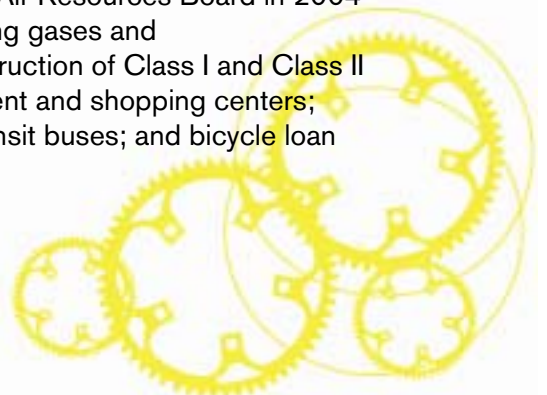 Air Resources Board in 2004
ng gases and
ruction of Class I and Class II
ent and shopping centers;
nsit buses; and bicycle loan